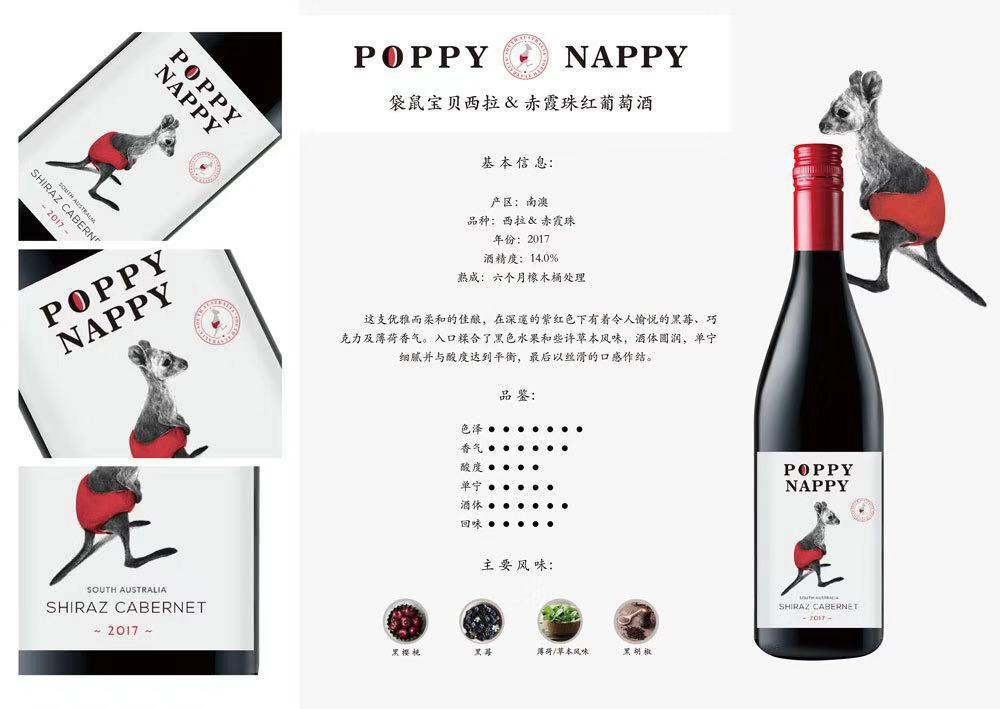 POPPY
NAPPY
SOUTH AUSTRALIA
SHIRAZ CABERNE
~ 2017 ~
POPPY
NAPPY
SOUTH AUSTRALIA
SOUTH AUSTRALIA
SHIRAZ CABERNET
~ 2017 ~
POPPY NAPPY
SOUTH AUSTRALIA
袋鼠宝贝西拉&赤霞珠红葡萄酒
基本信息:
产区: 南澳
品种: 西拉&赤霞珠
年份: 2017
酒精度: 14.0%
熟成: 六个月橡木桶处理
这支优雅而柔和的佳酿，在深邃的紫红色下有着令人愉悦的黑莓、巧
克力及薄荷香气。入口糅合了黑色水果和些许草本风味，酒体圆润，单宁
细腻并与酸度达到平衡，最后以丝滑的口感作结。
品鉴:
色泽 ● ● ● ● ● ● ●
香气 ● ● ● ● ● ●
酸度 ● ● ● ●
单宁 ● ● ● ● ●
酒体 ● ● ● ● ● ●
回味 ● ● ● ● ●
主要风味:
黑樱桃 黑莓 薄荷/草本风味 黑胡椒
POPPY
NAPPY
SOUTH AUSTRALIA
SHIRAZ CABERNET
~ 2017 ~